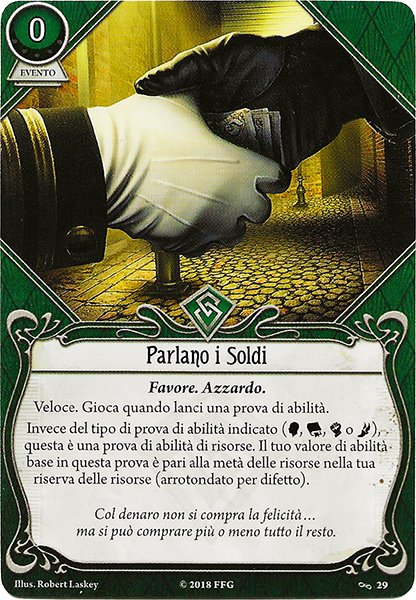 0
EVENTO
Parlano i Soldi
Favore. Azzardo.
Veloce. Gioca quando lanci una prova di abilità.
Invece del tipo di prova di abilità indicato ( , , o ),
questa è una prova di abilità di risorse. Il tuo valore di abilità
base in questa prova è pari alla metà delle risorse nella tua
riserva delle risorse (arrotondato per difetto).
Col denaro non si compra la felicità…
ma si può comprare più o meno tutto il resto.
Illus. Robert Laskey
© 2018 FFG
29